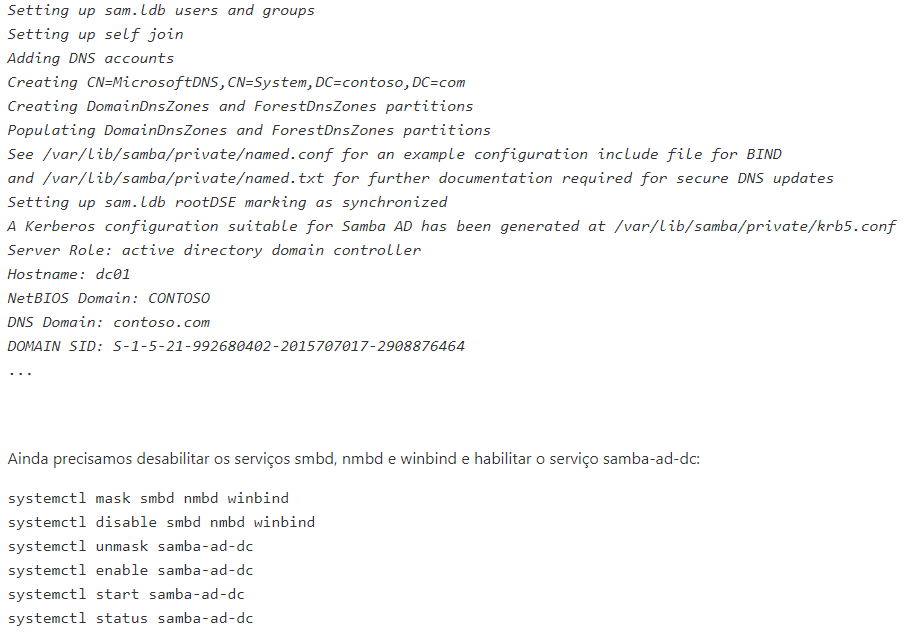 Setting up sam.ldb users and groups
Setting up self join
Adding DNS accounts
Creating CN=MicrosoftDNS,CN=System,DC=contoso,DC=com
Creating DomainDnsZones and ForestDnsZones partitions
Populating DomainDnsZones and ForestDnsZones partitions
See /var/lib/samba/private/named.conf for an example configuration include file for BIND
and /var/lib/samba/private/named.txt for further documentation required for secure DNS updates
Setting up sam.ldb rootDSE marking as synchronized
A Kerberos configuration suitable for Samba AD has been generated at /var/lib/samba/private/krb5.conf
Server Role: active directory domain controller
Hostname: dc01
NetBIOS Domain: CONTOSO
DNS Domain: contoso.com
DOMAIN SID: S-1-5-21-992680402-2015707017-2908876464
...
Ainda precisamos desabilitar os serviços smbd, nmbd e winbind e habilitar o serviço samba-ad-dc:
systemctl mask smbd nmbd winbind
systemctl disable smbd nmbd winbind
systemctl unmask samba-ad-dc
systemctl enable samba-ad-dc
systemctl start samba-ad-dc
systemctl status samba-ad-dc